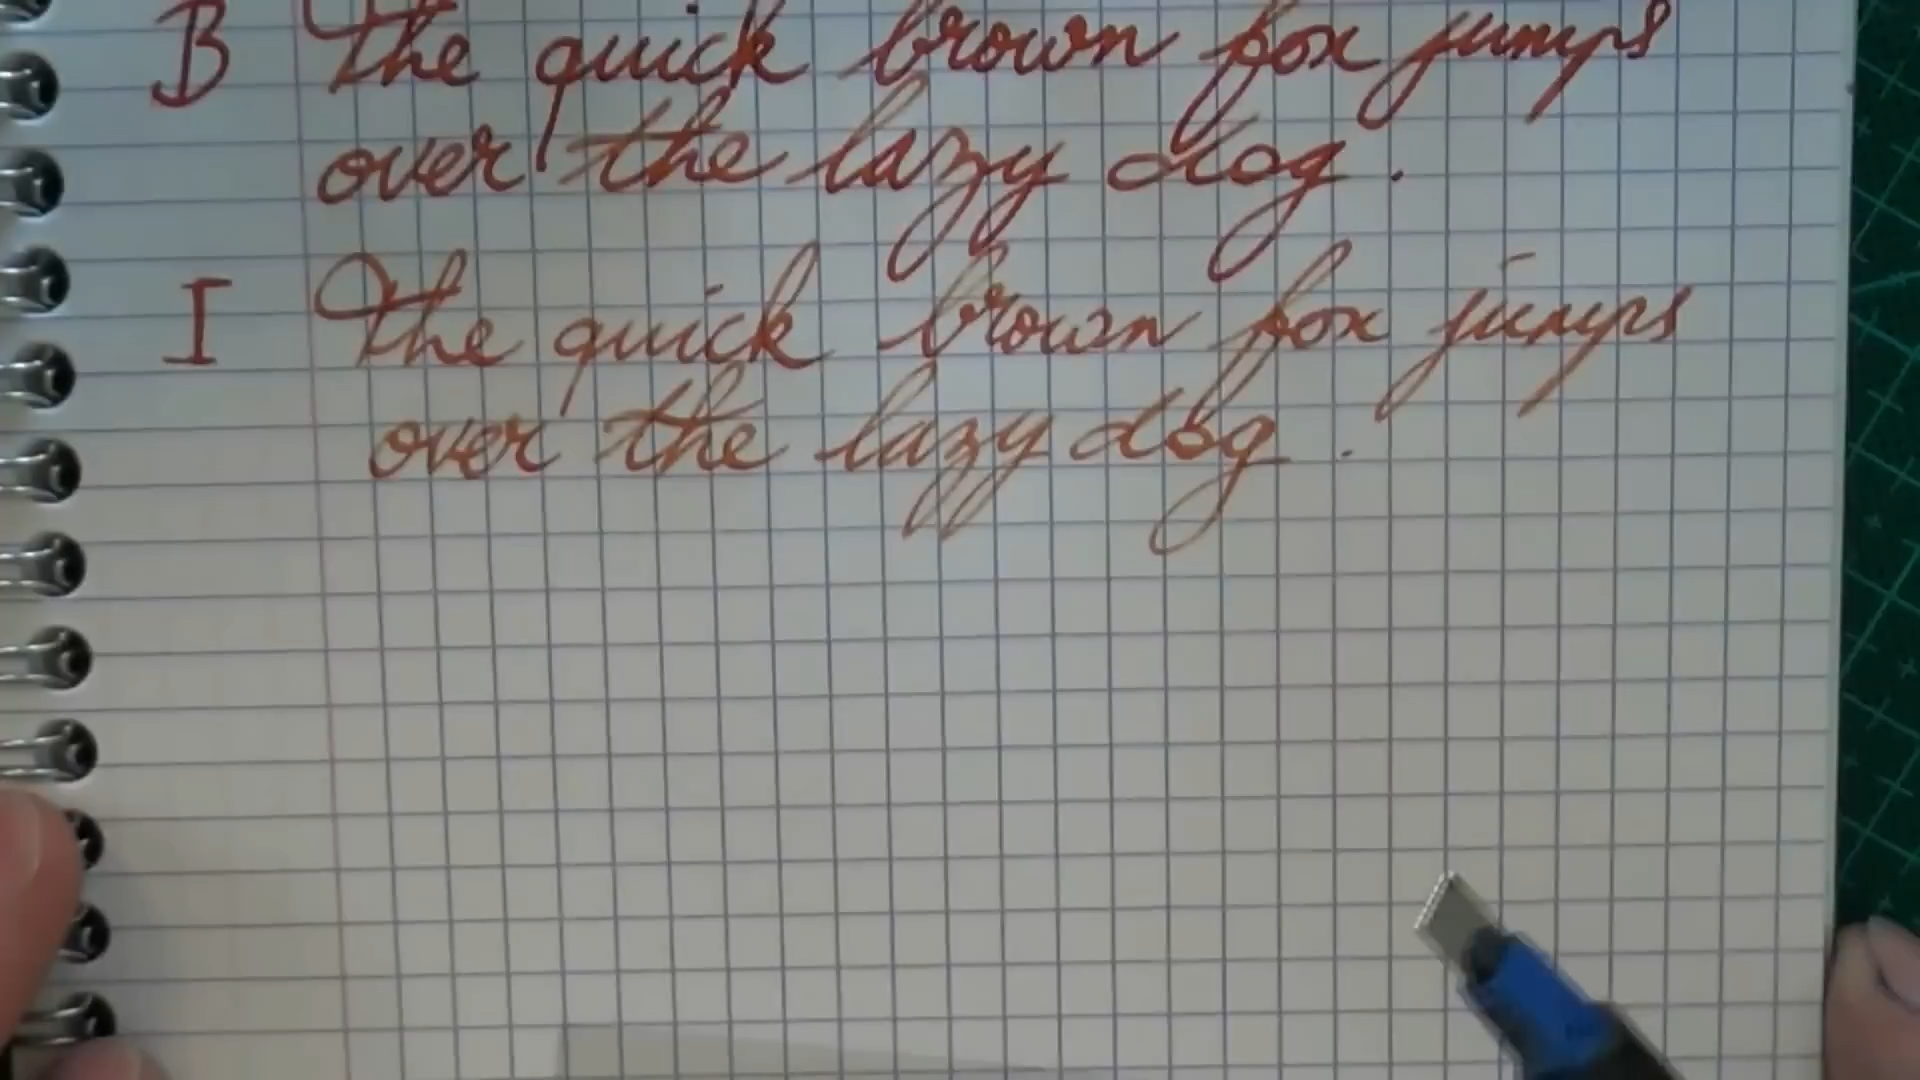 B The quick brown fox jumps
over the lazy dog.
I The quick brown fox jumps
over the lazy dog.